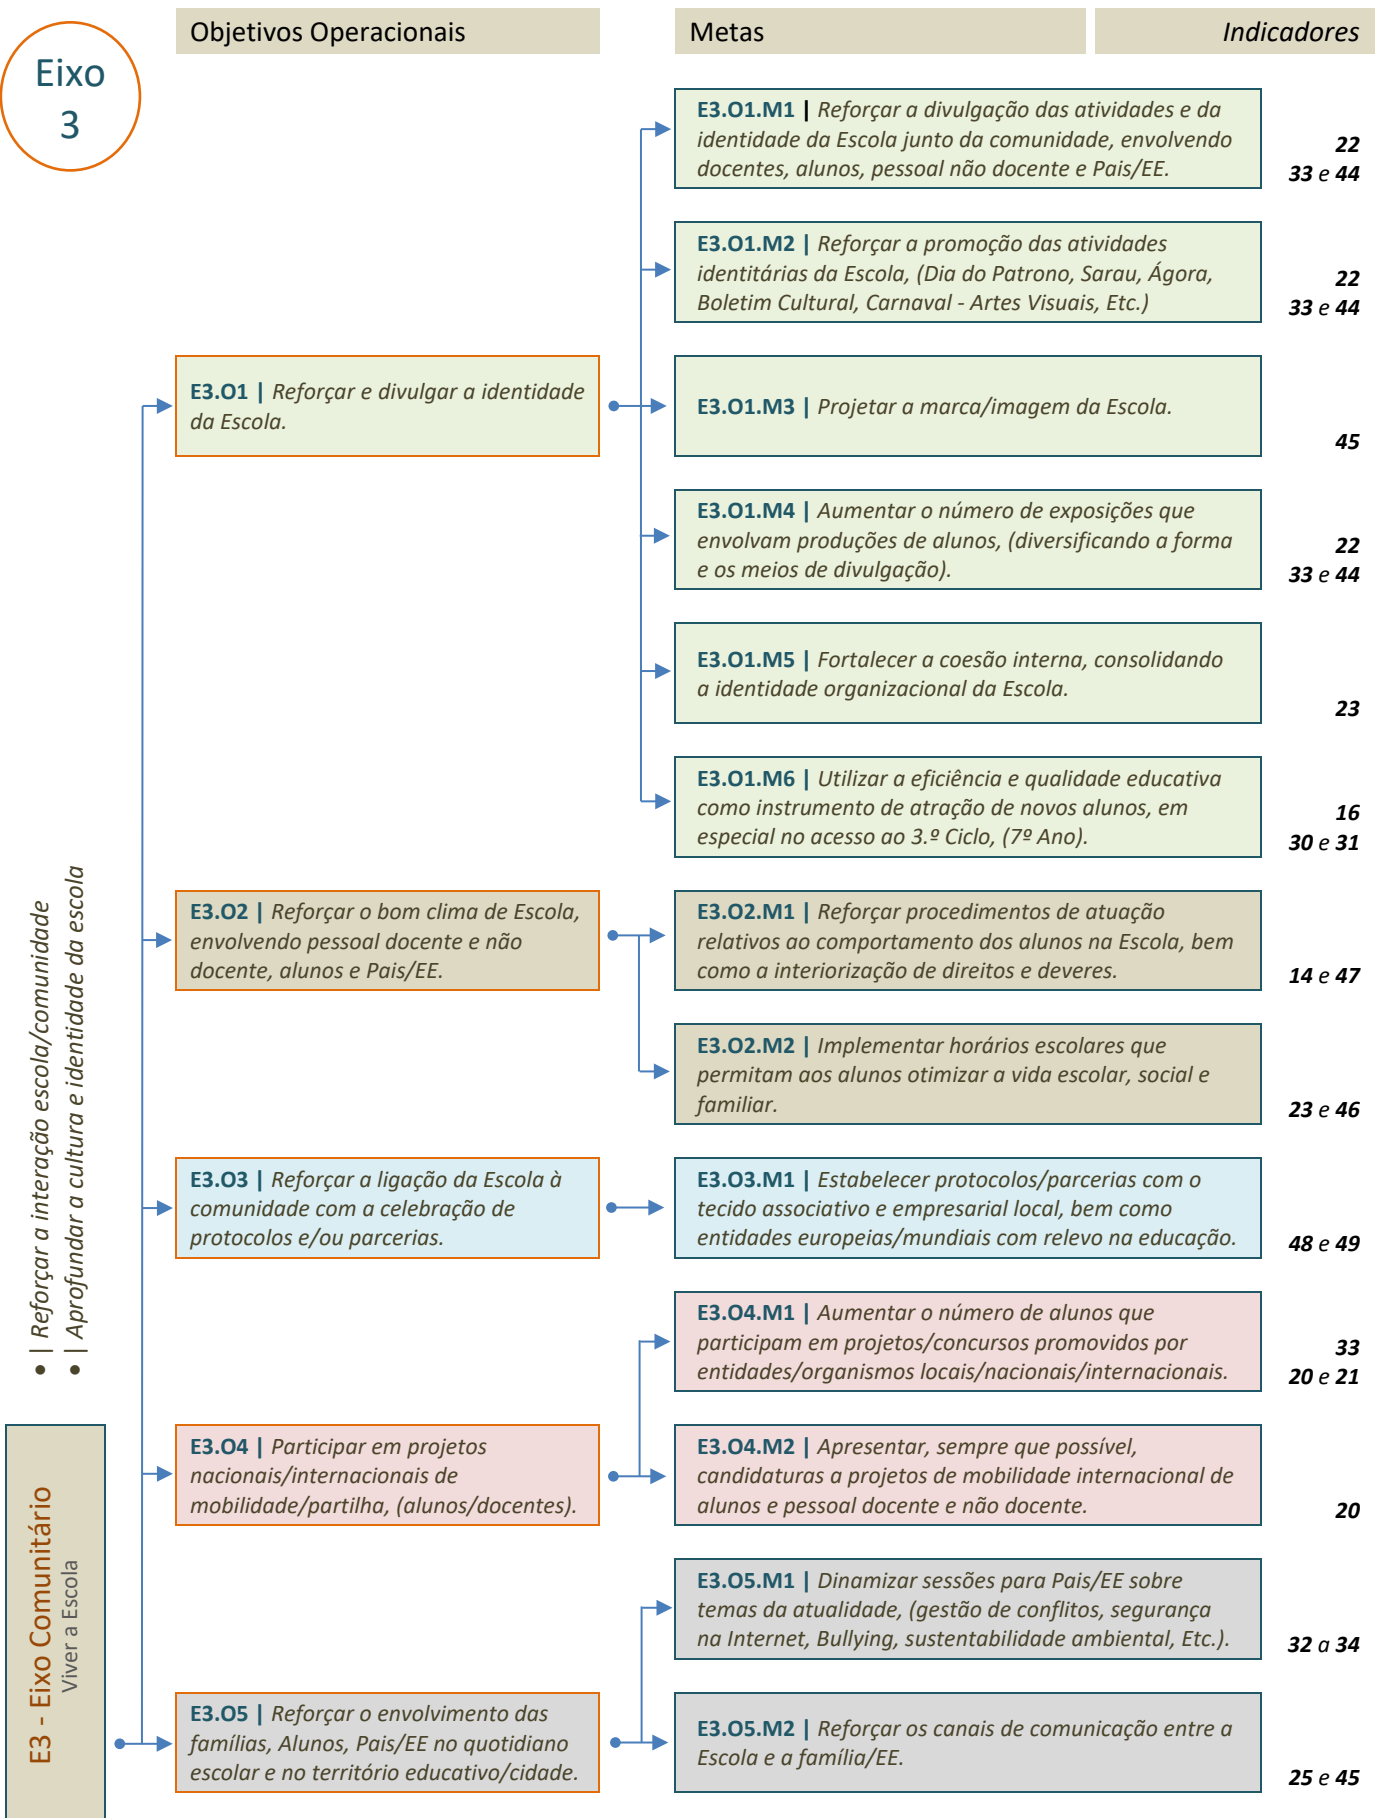 Objetivos Operacionais
Metas
Indicadores
Eixo
3
E3.O1.M1 | Reforçar a divulgação das atividades e da
identidade da Escola junto da comunidade, envolvendo
docentes, alunos, pessoal não docente e Pais/EE.
22
33 e 44
E3.O1.M2 | Reforçar a promoção das atividades
identitárias da Escola, (Dia do Patrono, Sarau, Ágora,
Boletim Cultural, Carnaval - Artes Visuais, Etc.)
22
33 e 44
E3.O1 | Reforçar e divulgar a identidade
da Escola.
E3.O1.M3 | Projetar a marca/imagem da Escola.
45
E3.O1.M4 | Aumentar o número de exposições que
envolvam produções de alunos, (diversificando a forma
e os meios de divulgação).
22
33 e 44
E3.O1.M5 | Fortalecer a coesão interna, consolidando
a identidade organizacional da Escola.
23
E3.O1.M6 | Utilizar a eficiência e qualidade educativa
como instrumento de atração de novos alunos, em
especial no acesso ao 3.º Ciclo, (7º Ano).
16
30 e 31
E3.O2 | Reforçar o bom clima de Escola,
envolvendo pessoal docente e não
docente, alunos e Pais/EE.
E3.O2.M1 | Reforçar procedimentos de atuação
relativos ao comportamento dos alunos na Escola, bem
como a interiorização de direitos e deveres.
14 e 47
E3.O2.M2 | Implementar horários escolares que
permitam aos alunos otimizar a vida escolar, social e
familiar.
23 e 46
E3.O3 | Reforçar a ligação da Escola à
comunidade com a celebração de
protocolos e/ou parcerias.
E3.O3.M1 | Estabelecer protocolos/parcerias com o
tecido associativo e empresarial local, bem como
entidades europeias/mundiais com relevo na educação.
48 e 49
E3.O4.M1 | Aumentar o número de alunos que
participam em projetos/concursos promovidos por
entidades/organismos locais/nacionais/internacionais.
33
20 e 21
E3.O4 | Participar em projetos
nacionais/internacionais de
mobilidade/partilha, (alunos/docentes).
E3.O4.M2 | Apresentar, sempre que possível,
candidaturas a projetos de mobilidade internacional de
alunos e pessoal docente e não docente.
20
E3.O5.M1 | Dinamizar sessões para Pais/EE sobre
temas da atualidade, (gestão de conflitos, segurança
na Internet, Bullying, sustentabilidade ambiental, Etc.).
32 a 34
E3.O5 | Reforçar o envolvimento das
famílias, Alunos, Pais/EE no quotidiano
escolar e no território educativo/cidade.
E3.O5.M2 | Reforçar os canais de comunicação entre a
Escola e a família/EE.
25 e 45
E3 - Eixo Comunitário
Viver a Escola
• | Reforçar a interação escola/comunidade
• | Aprofundar a cultura e identidade da escola